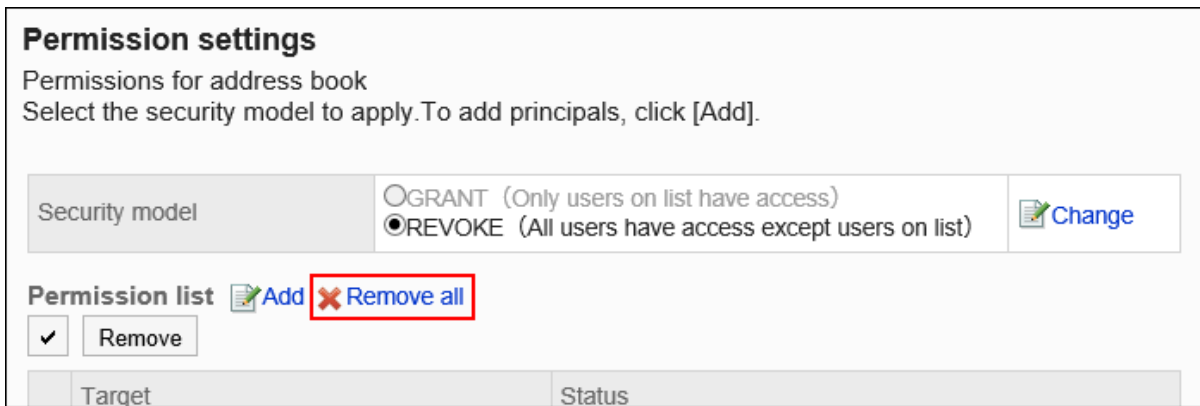 Permission settings
Permissions for address book
Select the security model to apply.To add principals, click [Add].
Security model
GRANT（Only users on list have access）
REVOKE（All users have access except users on list）
Change
Permission list Add Remove all
Remove
Target Status